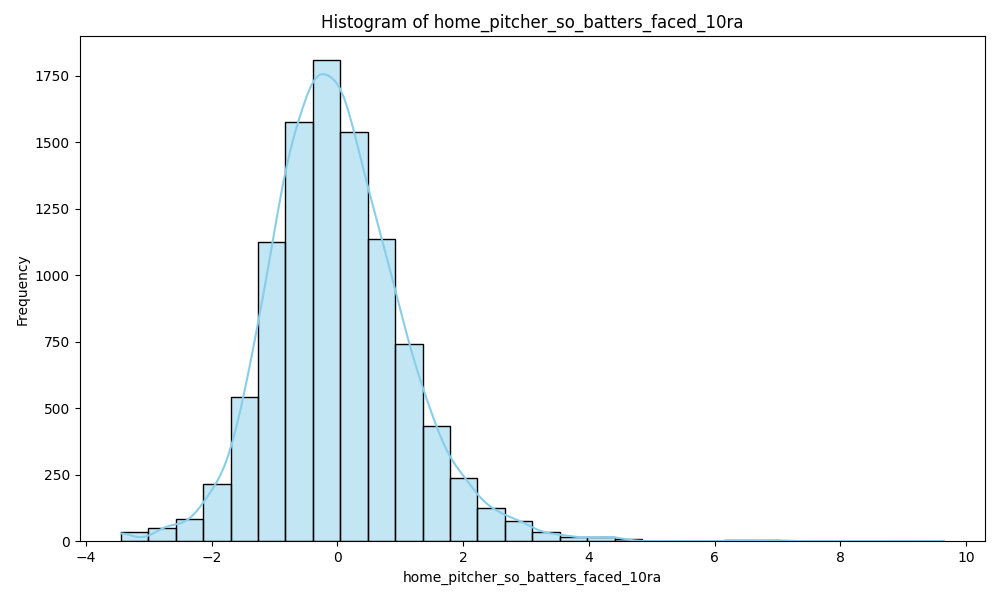 Histogram of home_pitcher_so_batters_faced_10ra
Frequency
1750
1500
1250
1000
750
500
250
0
−4 −2 0 2 4 6 8 10
home_pitcher_so_batters_faced_10ra